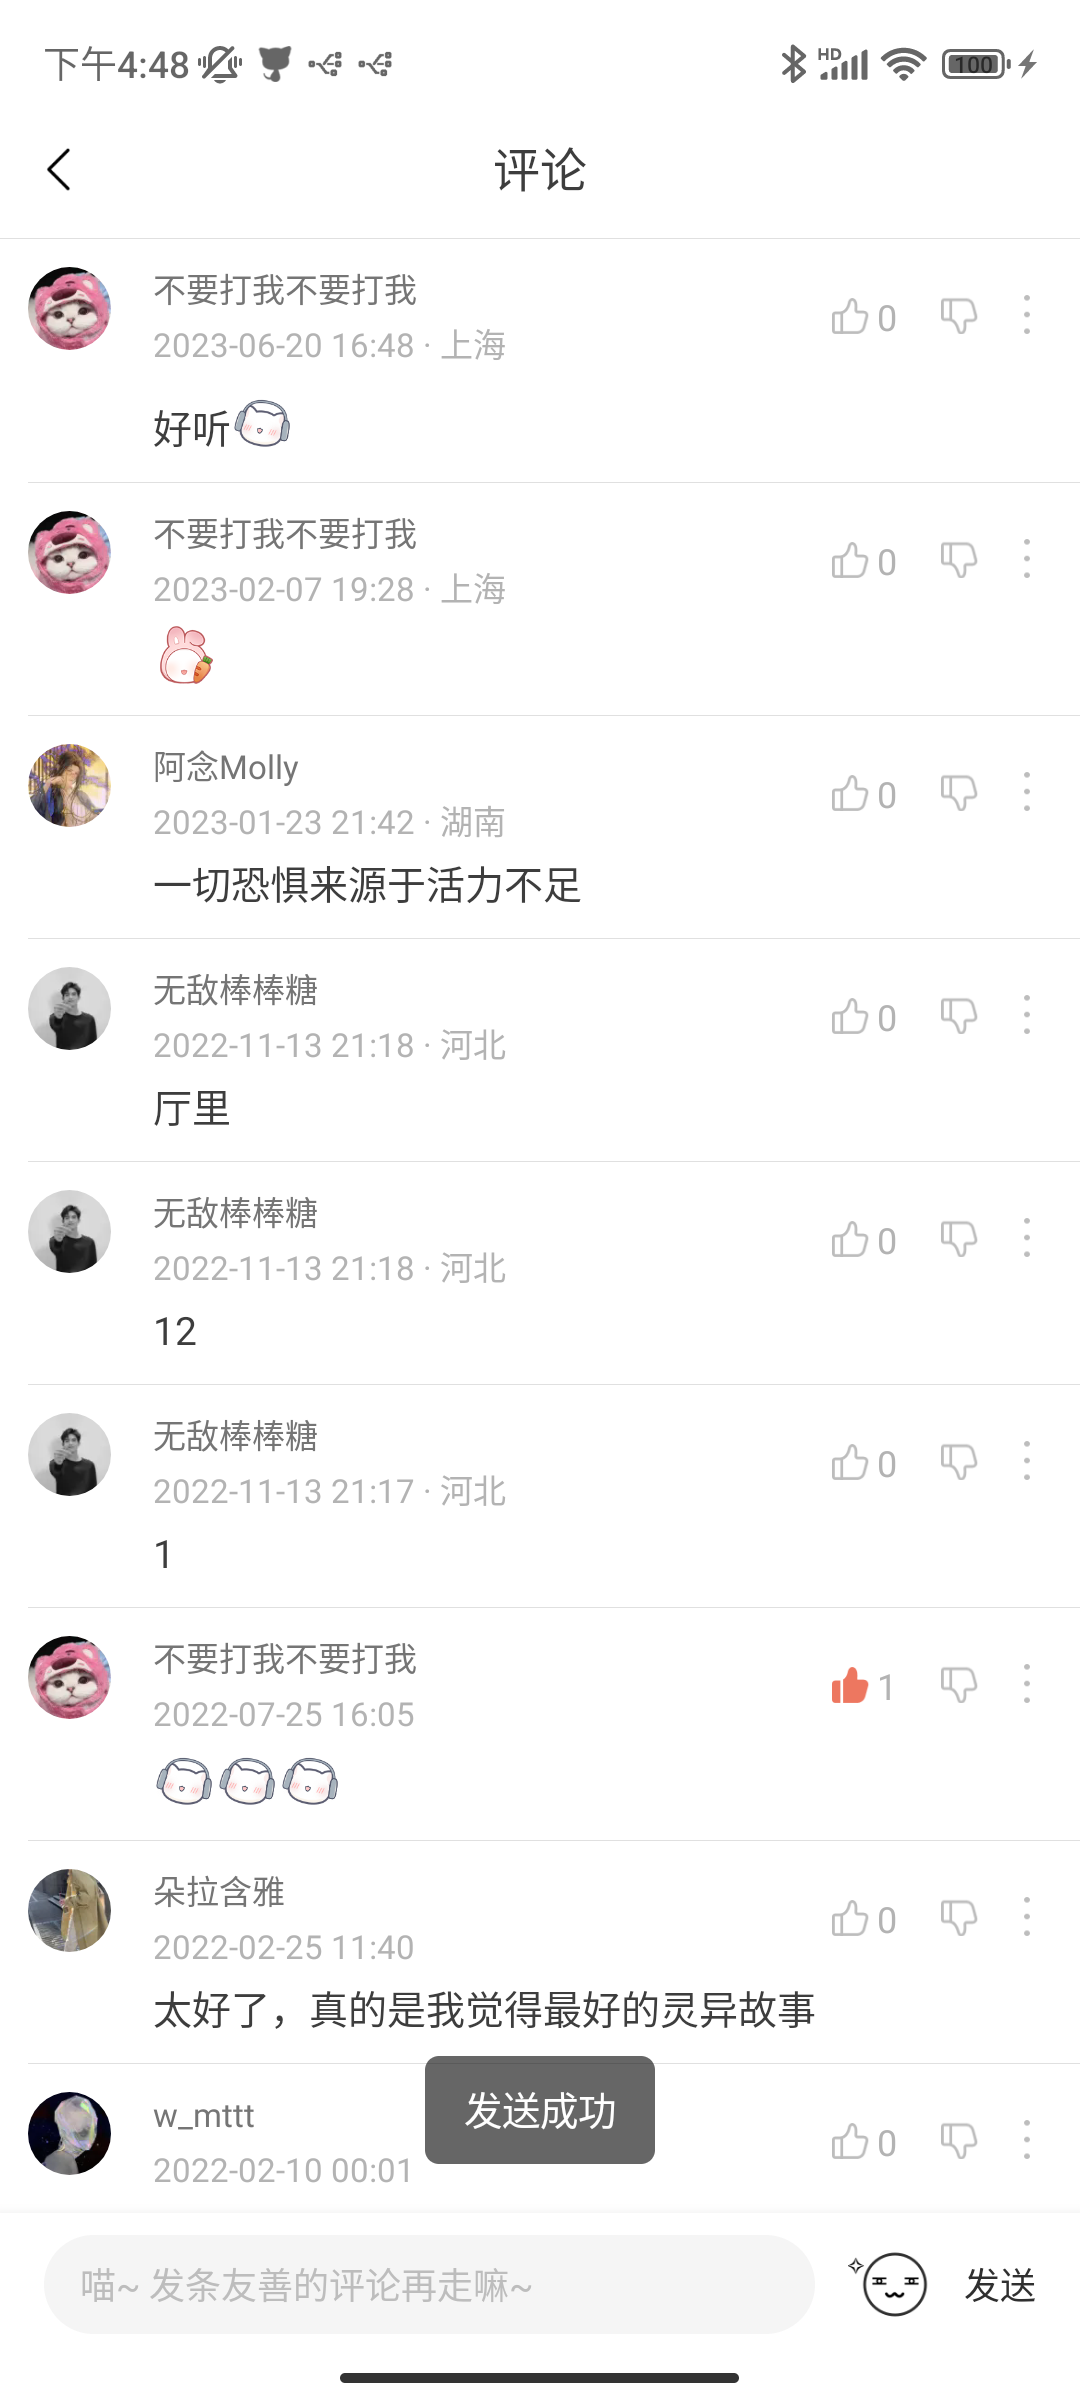 下午4:48
HD
100
评论
不要打我不要打我
2023-06-20 16:48 · 上海
0
好听
不要打我不要打我
2023-02-07 19:28 · 上海
0
阿念Molly
2023-01-23 21:42 · 湖南
0
一切恐惧来源于活力不足
无敌棒棒糖
2022-11-13 21:18 · 河北
0
厅里
无敌棒棒糖
2022-11-13 21:18 · 河北
0
12
无敌棒棒糖
2022-11-13 21:17 · 河北
0
1
不要打我不要打我
2022-07-25 16:05
1
朵拉含雅
2022-02-25 11:40
0
太好了，真的是我觉得最好的灵异故事
发送成功
w_mttt
2022-02-10 00:01
0
喵~ 发条友善的评论再走嘛~
发送